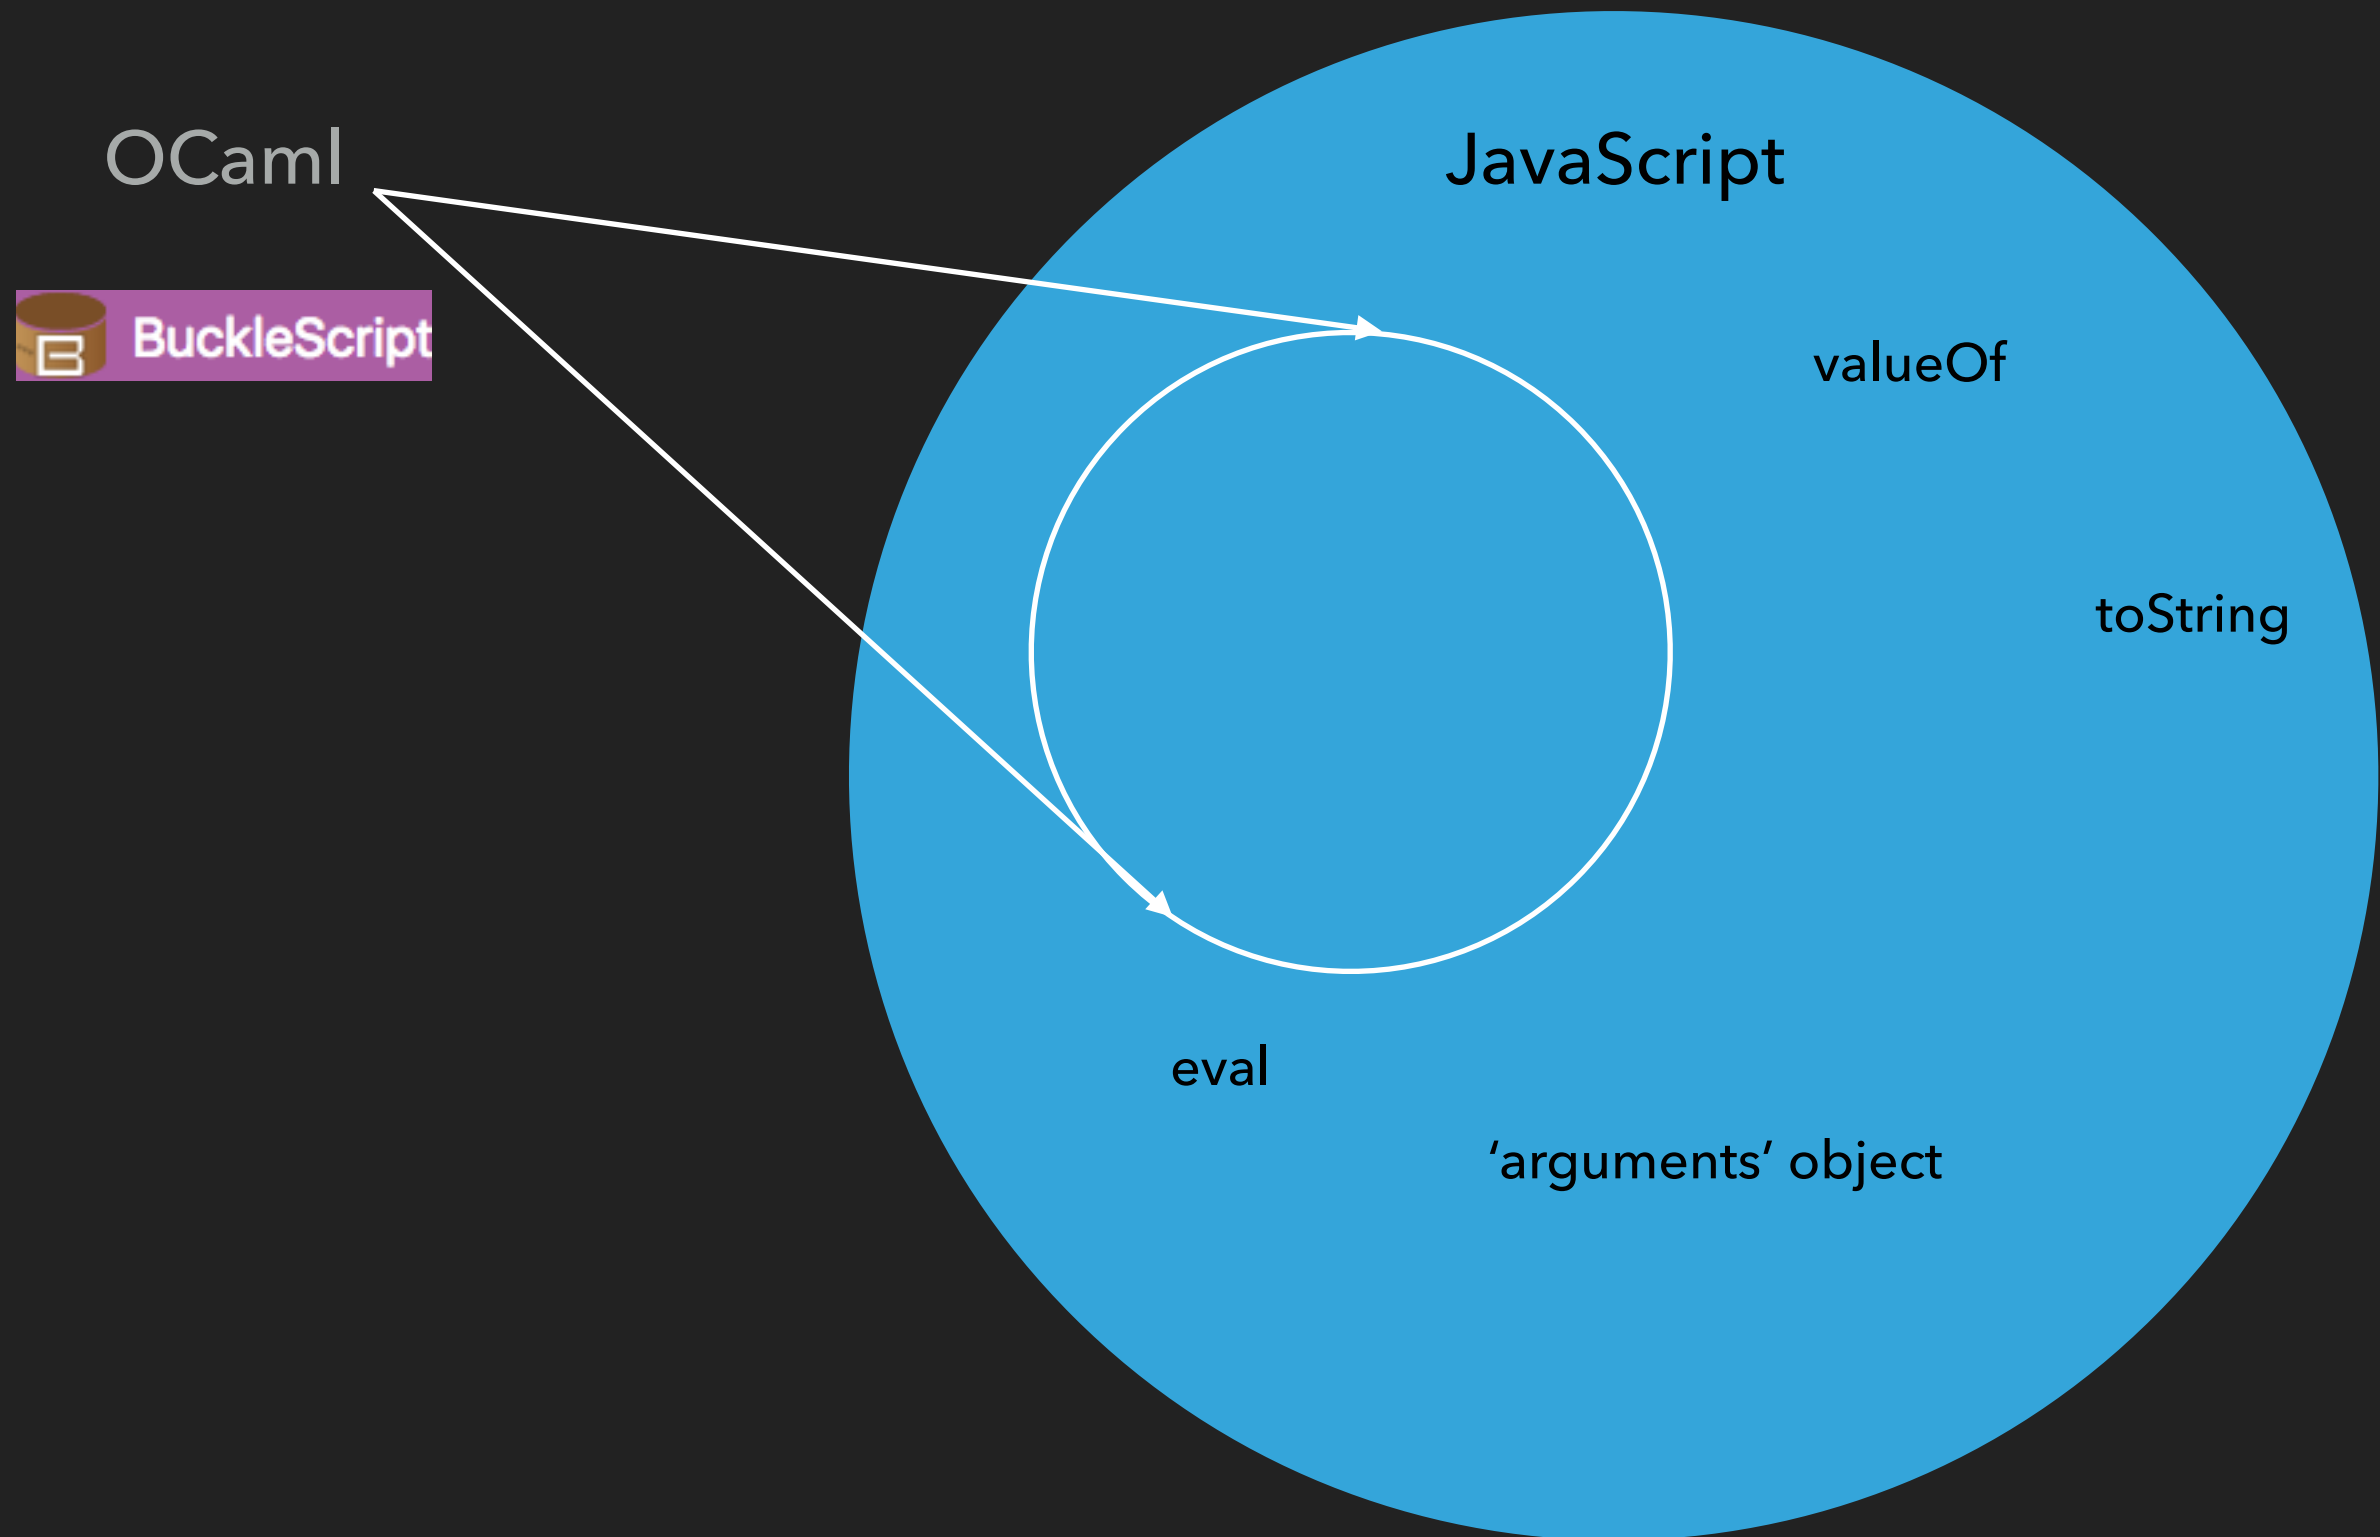 OCaml
JavaScript
BuckleScript
valueOf
toString
eval
‘arguments’ object